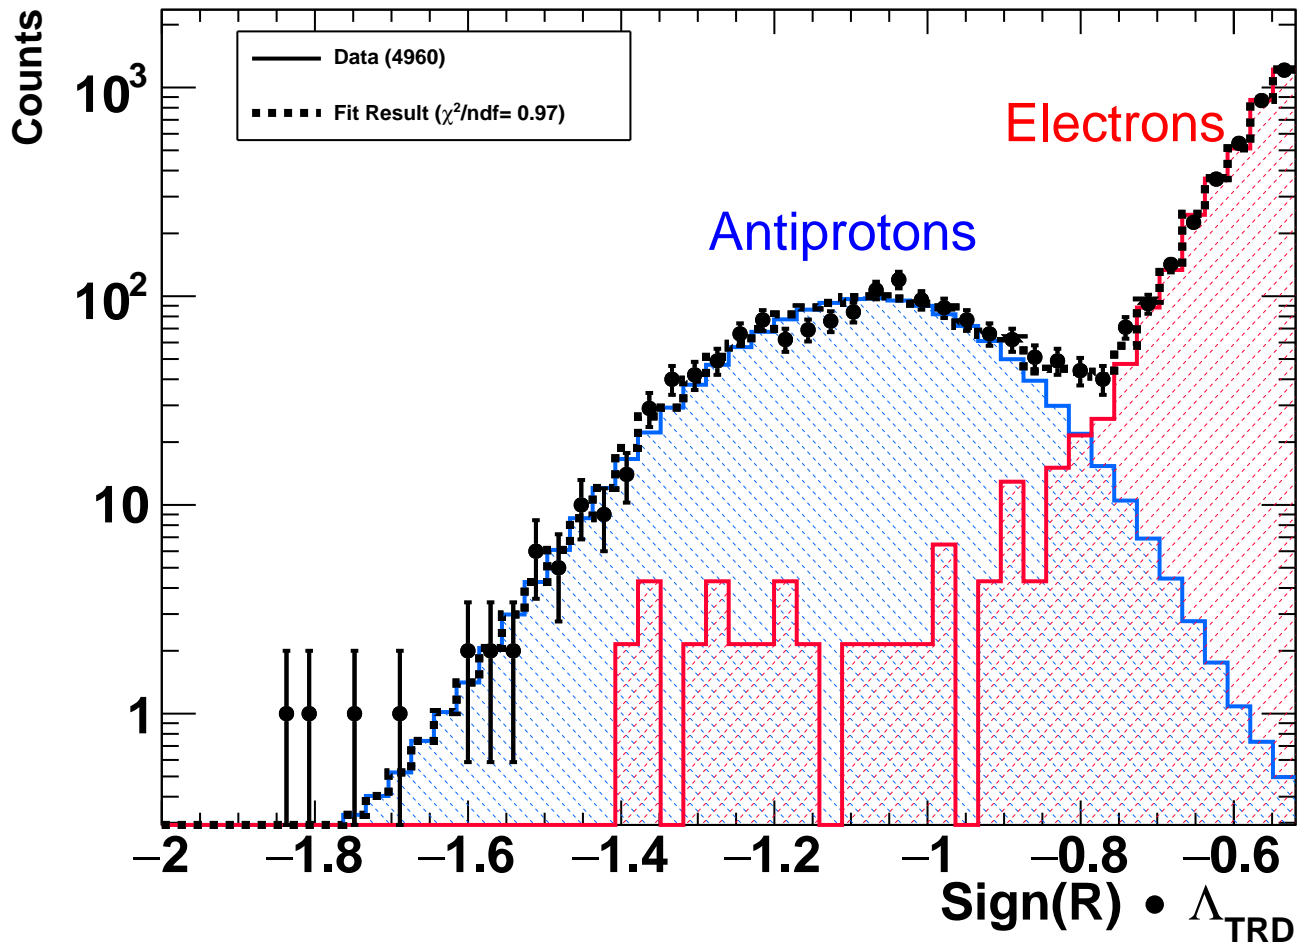 Counts
10³
10²
10
1
Data (4960)
Fit Result (χ²/ndf= 0.97)
Electrons
Antiprotons
−2 −1.8 −1.6 −1.4 −1.2 −1 −0.8 −0.6
Sign(R) • Λ_TRD